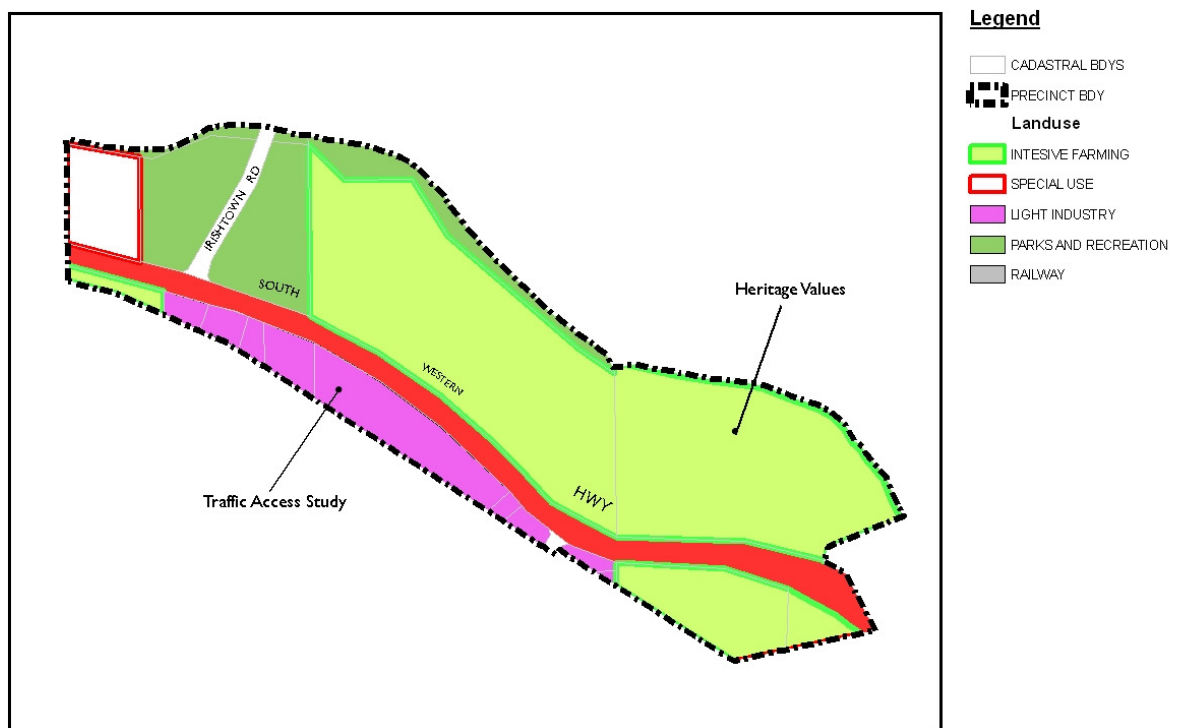 IRISHTOWN RD
SOUTH
WESTERN
HWY
Heritage Values
Traffic Access Study
Legend
CADASTRAL BDYS
PRECINCT BDY
Landuse
INTESIVE FARMING
SPECIAL USE
LIGHT INDUSTRY
PARKS AND RECREATION
RAILWAY